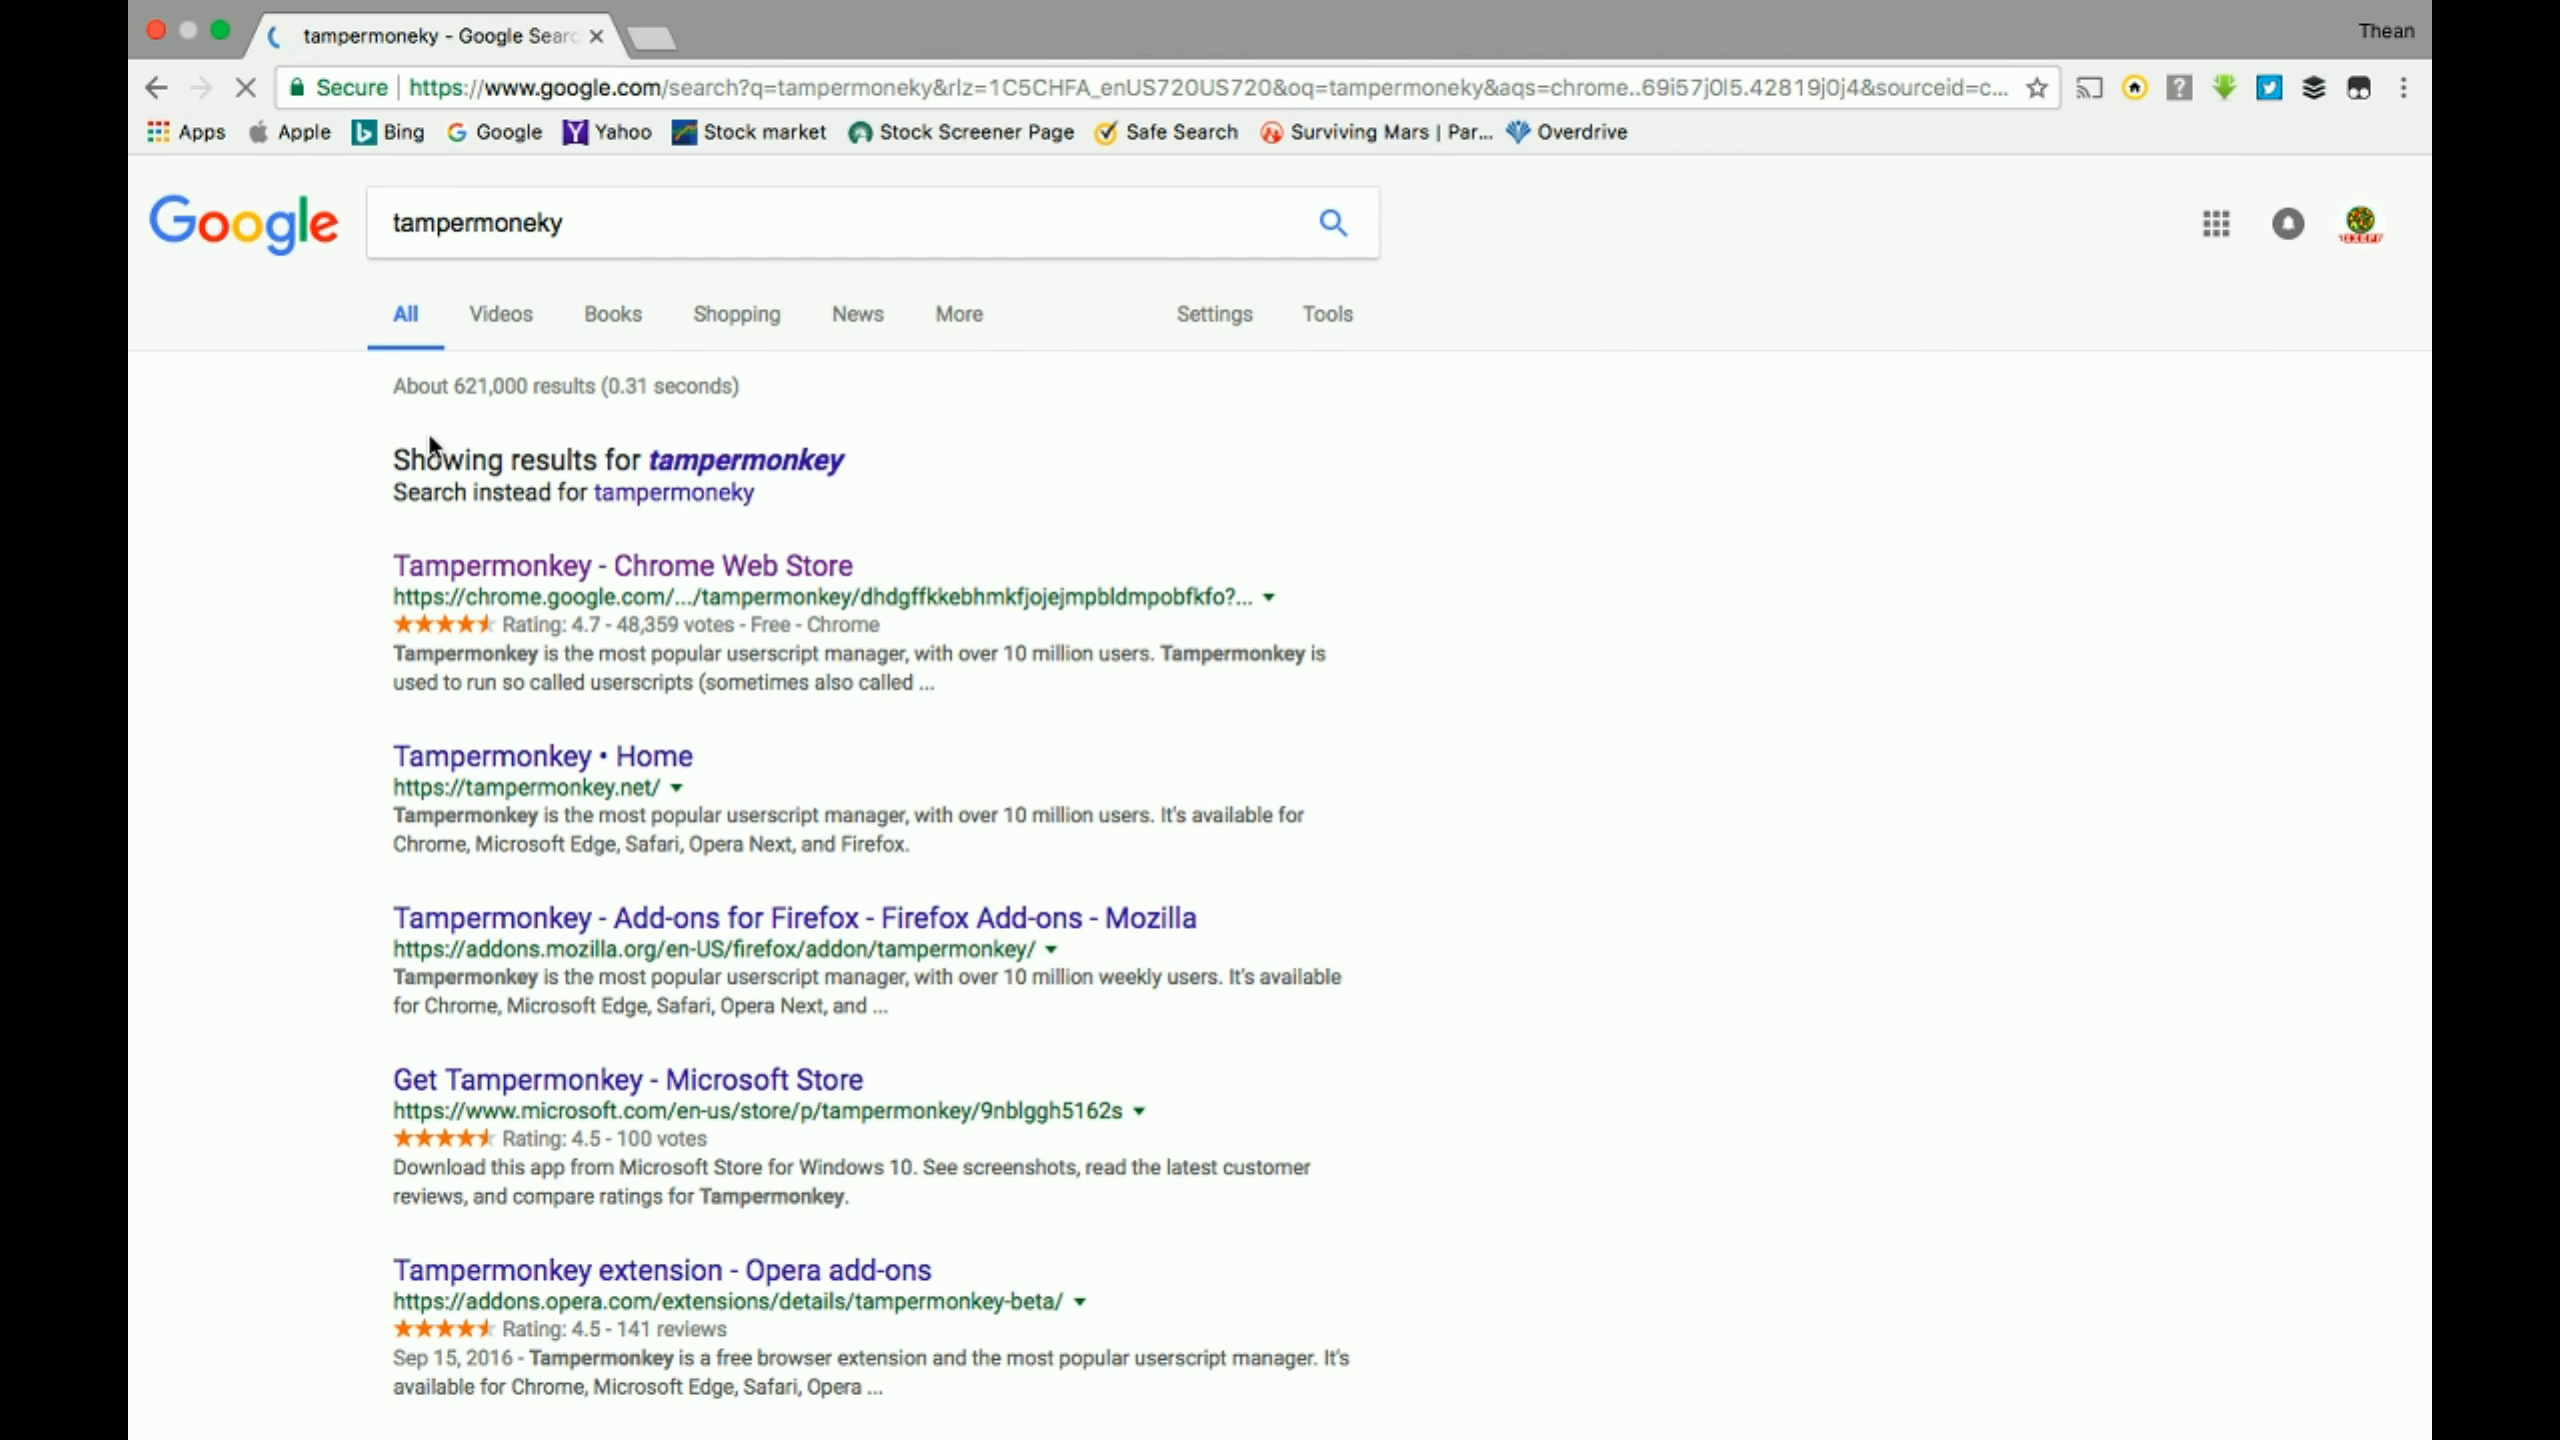 tampermoneky - Google Searc
Thean
Secure https://www.google.com/search?q=tampermoneky&rlz=1C5CHFA_enUS720US720&oq=tampermoneky&aqs=chrome..69i57j0l5.42819j0j4&sourceid=c...
Apps Apple Bing Google Yahoo Stock market Stock Screener Page Safe Search Surviving Mars | Par... Overdrive
Google tampermoneky
All Videos Books Shopping News More Settings Tools
About 621,000 results (0.31 seconds)
Showing results for tampermonkey
Search instead for tampermoneky
Tampermonkey - Chrome Web Store
https://chrome.google.com/.../tampermonkey/dhdgffkkebhmkfjojejmpbldmpobfkfo?...
Rating: 4.7 - 48,359 votes - Free - Chrome
Tampermonkey is the most popular userscript manager, with over 10 million users. Tampermonkey is
used to run so called userscripts (sometimes also called ...
Tampermonkey • Home
https://tampermonkey.net/
Tampermonkey is the most popular userscript manager, with over 10 million users. It's available for
Chrome, Microsoft Edge, Safari, Opera Next, and Firefox.
Tampermonkey - Add-ons for Firefox - Firefox Add-ons - Mozilla
https://addons.mozilla.org/en-US/firefox/addon/tampermonkey/
Tampermonkey is the most popular userscript manager, with over 10 million weekly users. It's available
for Chrome, Microsoft Edge, Safari, Opera Next, and ...
Get Tampermonkey - Microsoft Store
https://www.microsoft.com/en-us/store/p/tampermonkey/9nblggh5162s
Rating: 4.5 - 100 votes
Download this app from Microsoft Store for Windows 10. See screenshots, read the latest customer
reviews, and compare ratings for Tampermonkey.
Tampermonkey extension - Opera add-ons
https://addons.opera.com/extensions/details/tampermonkey-beta/
Rating: 4.5 - 141 reviews
Sep 15, 2016 - Tampermonkey is a free browser extension and the most popular userscript manager. It's
available for Chrome, Microsoft Edge, Safari, Opera ...